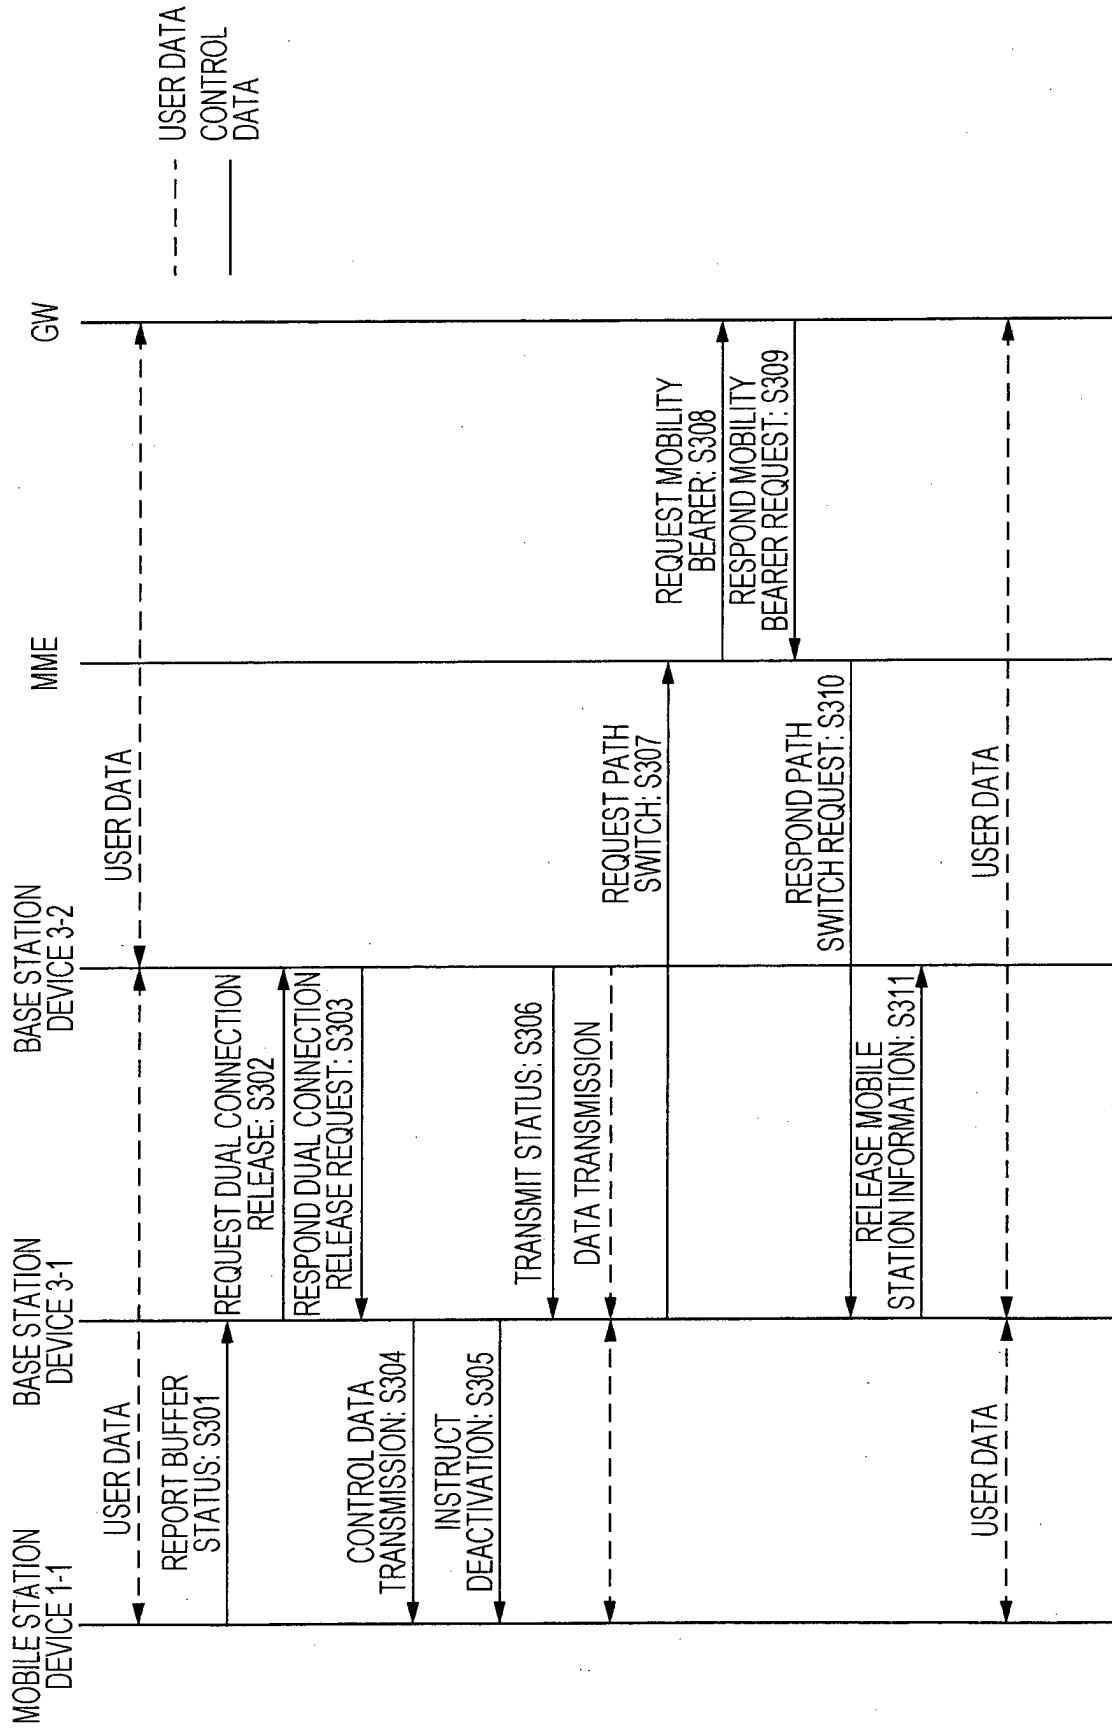 MOBILE STATION
DEVICE 1-1
BASE STATION
DEVICE 3-1
BASE STATION
DEVICE 3-2
MME
GW
USER DATA
CONTROL
DATA
USER DATA
USER DATA
REPORT BUFFER
STATUS: S301
REQUEST DUAL CONNECTION
RELEASE: S302
RESPOND DUAL CONNECTION
RELEASE REQUEST: S303
CONTROL DATA
TRANSMISSION: S304
INSTRUCT
DEACTIVATION: S305
TRANSMIT STATUS: S306
DATA TRANSMISSION
REQUEST PATH
SWITCH: S307
REQUEST MOBILITY
BEARER: S308
RESPOND MOBILITY
BEARER REQUEST: S309
RESPOND PATH
SWITCH REQUEST: S310
RELEASE MOBILE
STATION INFORMATION: S311
USER DATA
USER DATA